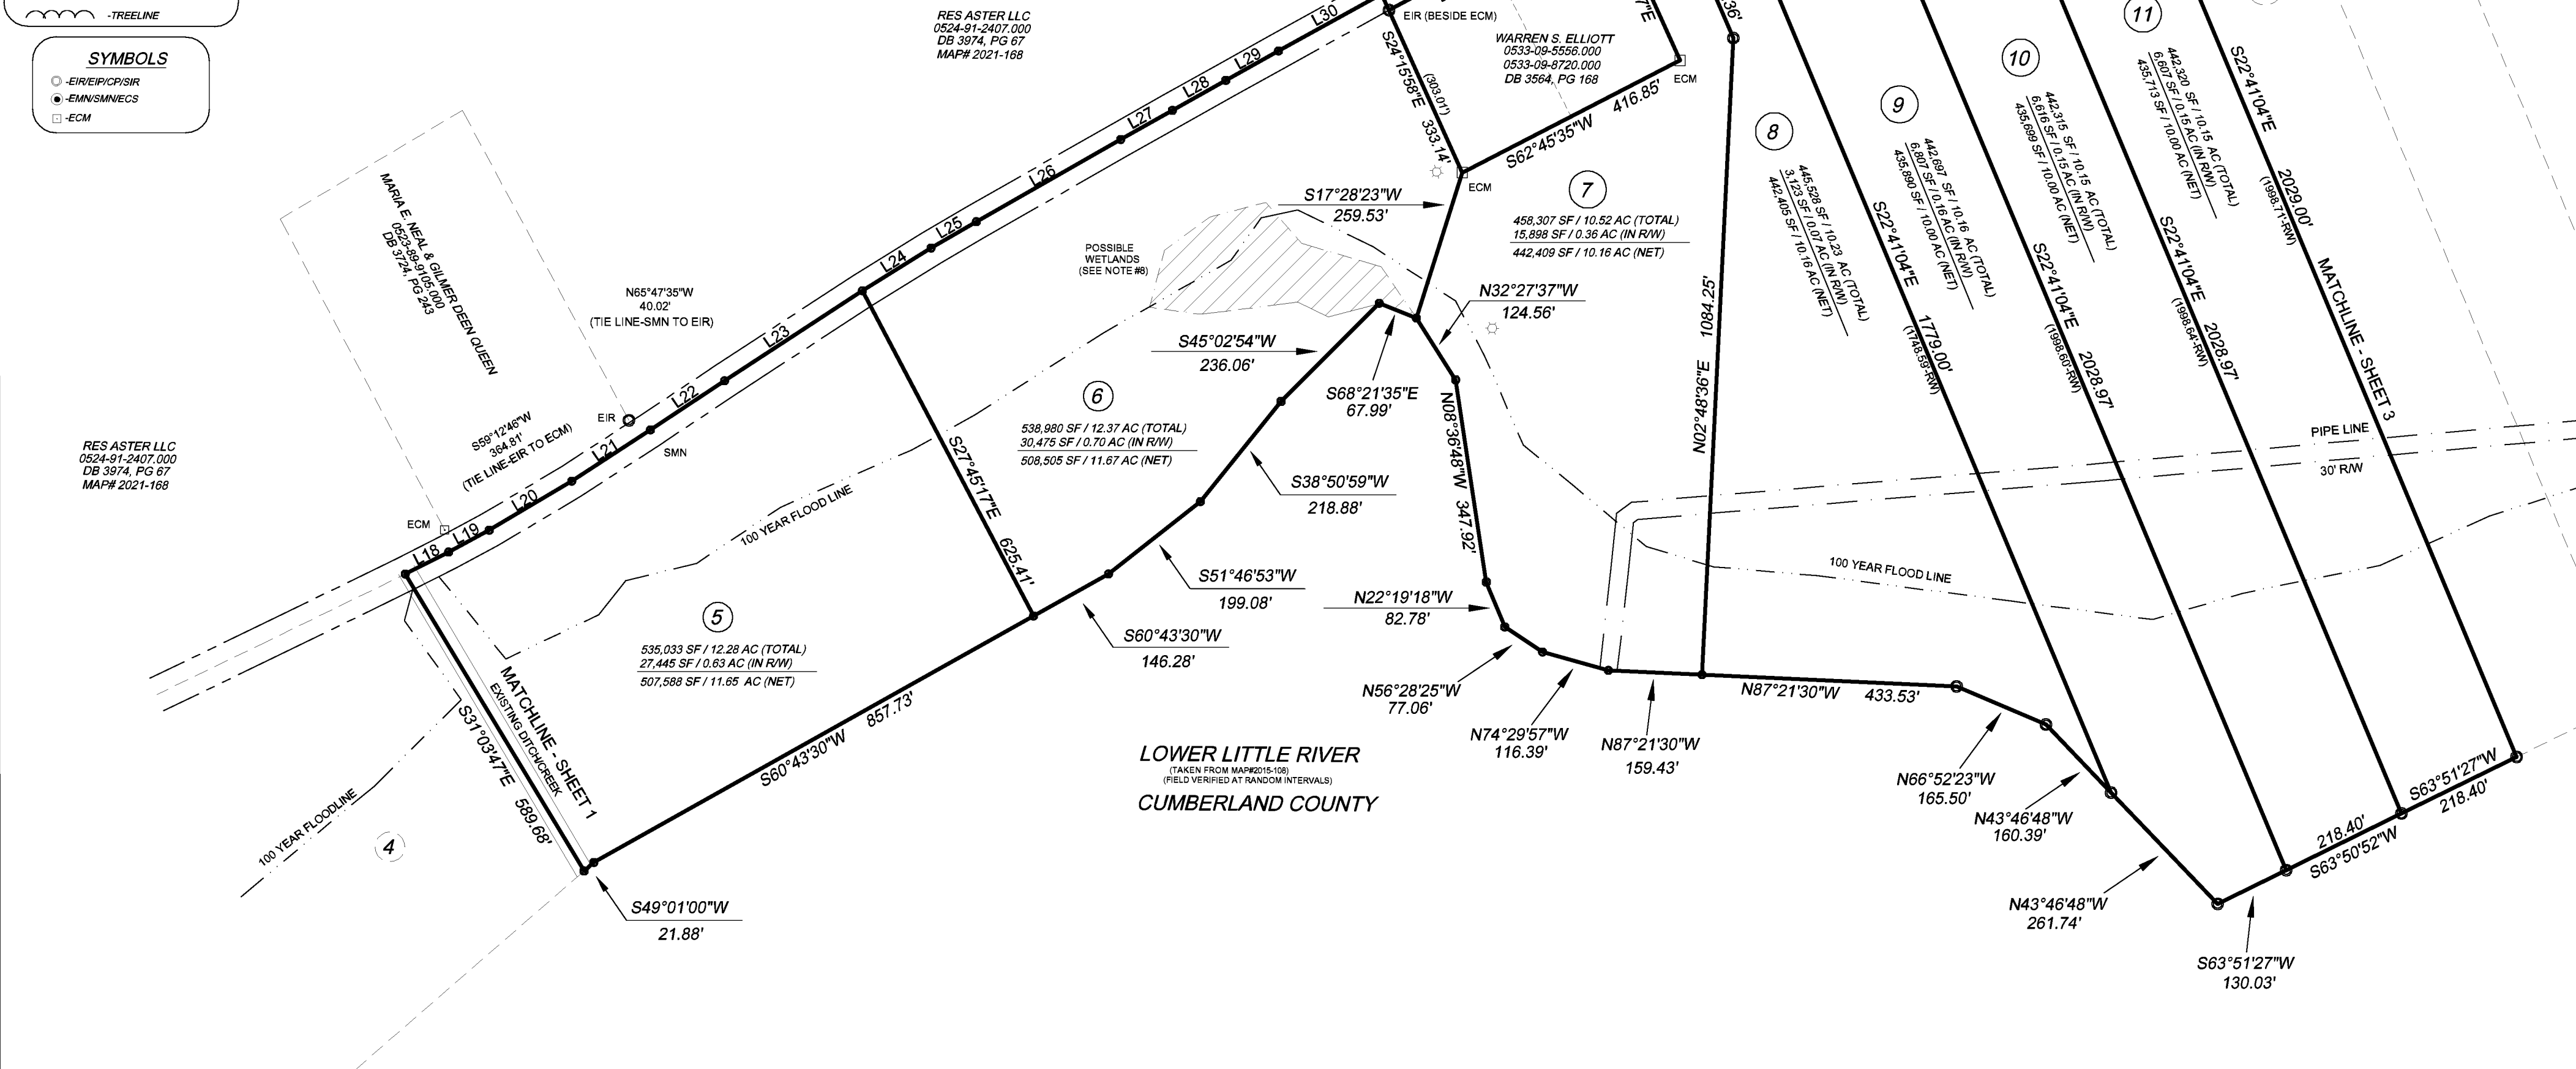 -TREELINE
SYMBOLS
-EIR/EIP/CP/SIR
-EMN/SMN/ECS
-ECM
RES ASTER LLC
0524-91-2407.000
DB 3974, PG 67
MAP# 2021-168
L30
EIR (BESIDE ECM)
L29
L28
L27
L26
L25
L24
L23
L22
L21
L20
L19
L18
S24°15'58"E 333.14'
(303.01')
WARREN S. ELLIOTT
0533-09-5556.000
0533-09-8720.000
DB 3564, PG 168
ECM
S62°45'35"W 416.85'
ECM
7
458,307 SF / 10.52 AC (TOTAL)
15,898 SF / 0.36 AC (IN R/W)
442,409 SF / 10.16 AC (NET)
8
445,528 SF / 10.23 AC (TOTAL)
3,123 SF / 0.07 AC (IN R/W)
442,405 SF / 10.16 AC (NET)
9
442,697 SF / 10.16 AC (TOTAL)
6,807 SF / 0.16 AC (IN R/W)
435,890 SF / 10.00 AC (NET)
10
442,315 SF / 10.15 AC (TOTAL)
6,616 SF / 0.15 AC (IN R/W)
435,699 SF / 10.00 AC (NET)
11
442,320 SF / 10.15 AC (TOTAL)
6,607 SF / 0.15 AC (IN R/W)
435,713 SF / 10.00 AC (NET)
S22°41'04"E 1779.00'
(1748.59'-RW)
S22°41'04"E 2028.97'
(1998.60'-RW)
S22°41'04"E 2028.97'
(1998.64'-RW)
S22°41'04"E 2029.00'
(1998.71'-RW)
MATCHLINE - SHEET 3
MARIA E. NEAL & GILMER DEEN QUEEN
0523-89-9105.000
DB 3724, PG 243
N65°47'35"W
40.02'
(TIE LINE-SMN TO EIR)
EIR
SMN
S59°12'46"W
364.81'
(TIE LINE-EIR TO ECM)
ECM
RES ASTER LLC
0524-91-2407.000
DB 3974, PG 67
MAP# 2021-168
POSSIBLE
WETLANDS
(SEE NOTE #8)
S17°28'23"W
259.53'
N32°27'37"W
124.56'
S45°02'54"W
236.06'
S68°21'35"E
67.99'
6
538,980 SF / 12.37 AC (TOTAL)
30,475 SF / 0.70 AC (IN R/W)
508,505 SF / 11.67 AC (NET)
S27°45'17"E 625.41'
100 YEAR FLOOD LINE
S38°50'59"W
218.88'
S51°46'53"W
199.08'
S60°43'30"W
146.28'
N08°36'48"W 347.92'
N02°48'36"E 1084.25'
N22°19'18"W
82.78'
N56°28'25"W
77.06'
N74°29'57"W
116.39'
N87°21'30"W
159.43'
N87°21'30"W 433.53'
PIPE LINE
30' R/W
100 YEAR FLOOD LINE
5
535,033 SF / 12.28 AC (TOTAL)
27,445 SF / 0.63 AC (IN R/W)
507,588 SF / 11.65 AC (NET)
MATCHLINE - SHEET 1
EXISTING DITCH/CREEK
S31°03'47"E 589.68'
S60°43'30"W 857.73'
100 YEAR FLOODLINE
4
S49°01'00"W
21.88'
LOWER LITTLE RIVER
(TAKEN FROM MAP#2015-108)
(FIELD VERIFIED AT RANDOM INTERVALS)
CUMBERLAND COUNTY
N66°52'23"W
165.50'
N43°46'48"W
160.39'
N43°46'48"W
261.74'
218.40'
S63°50'52"W
S63°51'27"W
218.40'
S63°51'27"W
130.03'